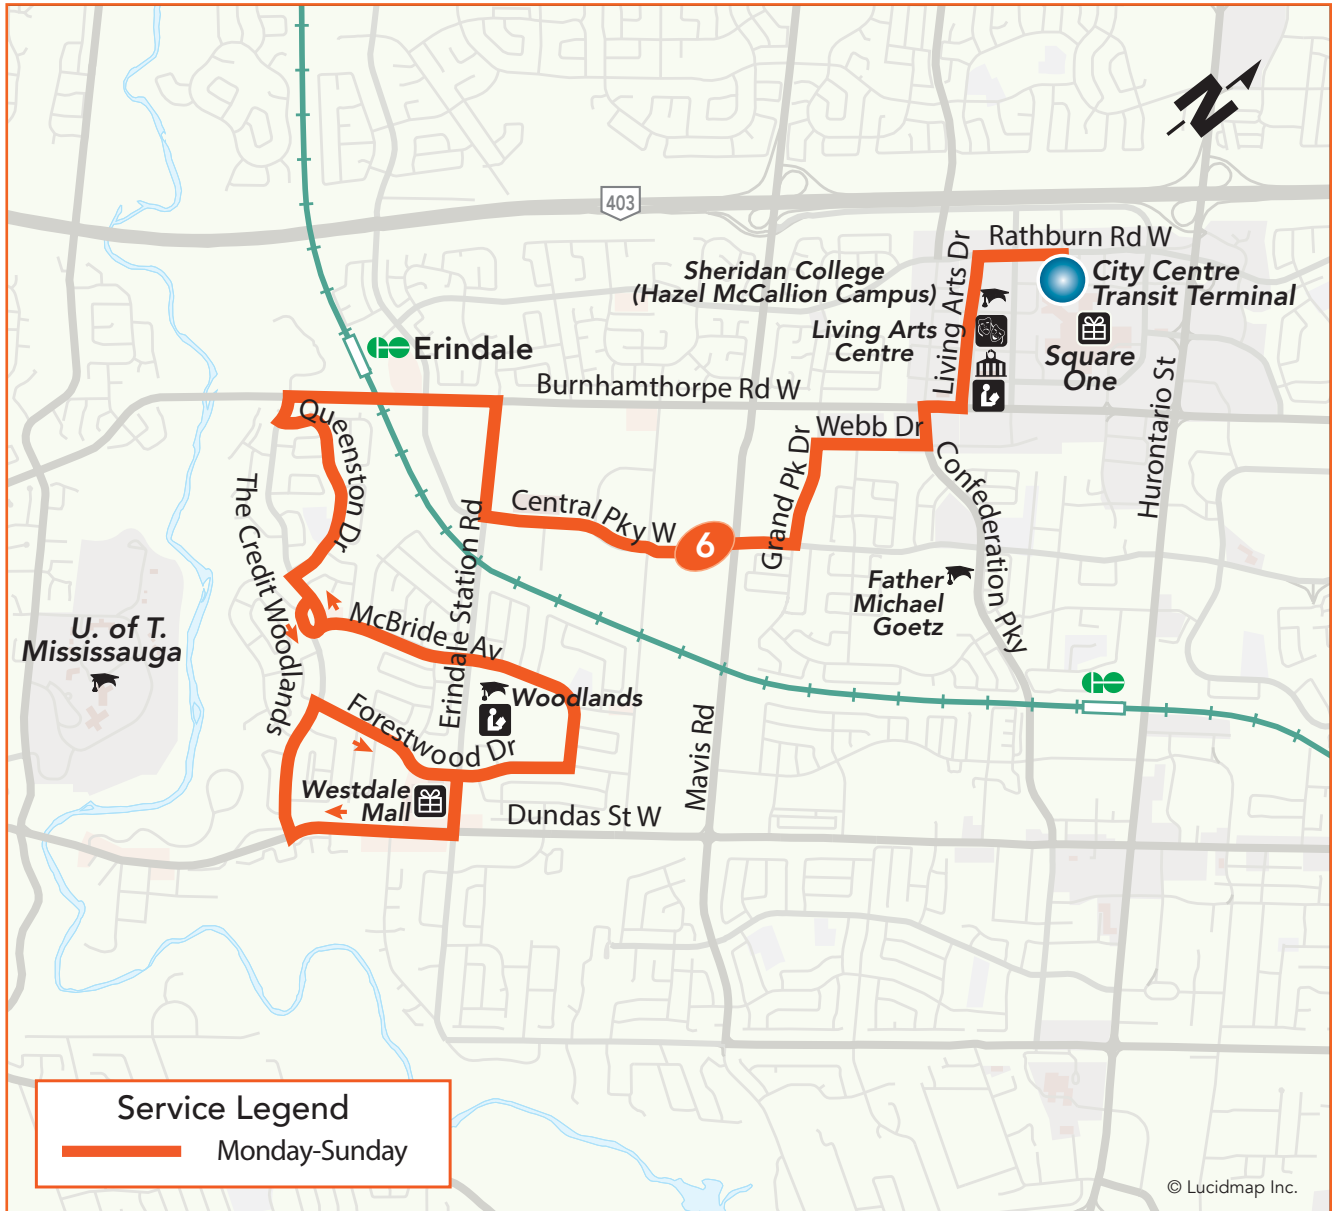 N
403
Rathburn Rd W
Sheridan College
(Hazel McCallion Campus)
Living Arts Dr
City Centre
Transit Terminal
Living Arts
Centre
Square
One
GO Erindale
Burnhamthorpe Rd W
Hurontario St
Queenston Dr
Webb Dr
Grand Pk Dr
Confederation Pky
The Credit Woodlands
Central Pky W
6
Erindale Station Rd
Father
Michael
Goetz
McBride Av
U. of T.
Mississauga
GO
Woodlands
Forestwood Dr
Mavis Rd
Westdale
Mall
Dundas St W
Service Legend
Monday-Sunday
© Lucidmap Inc.